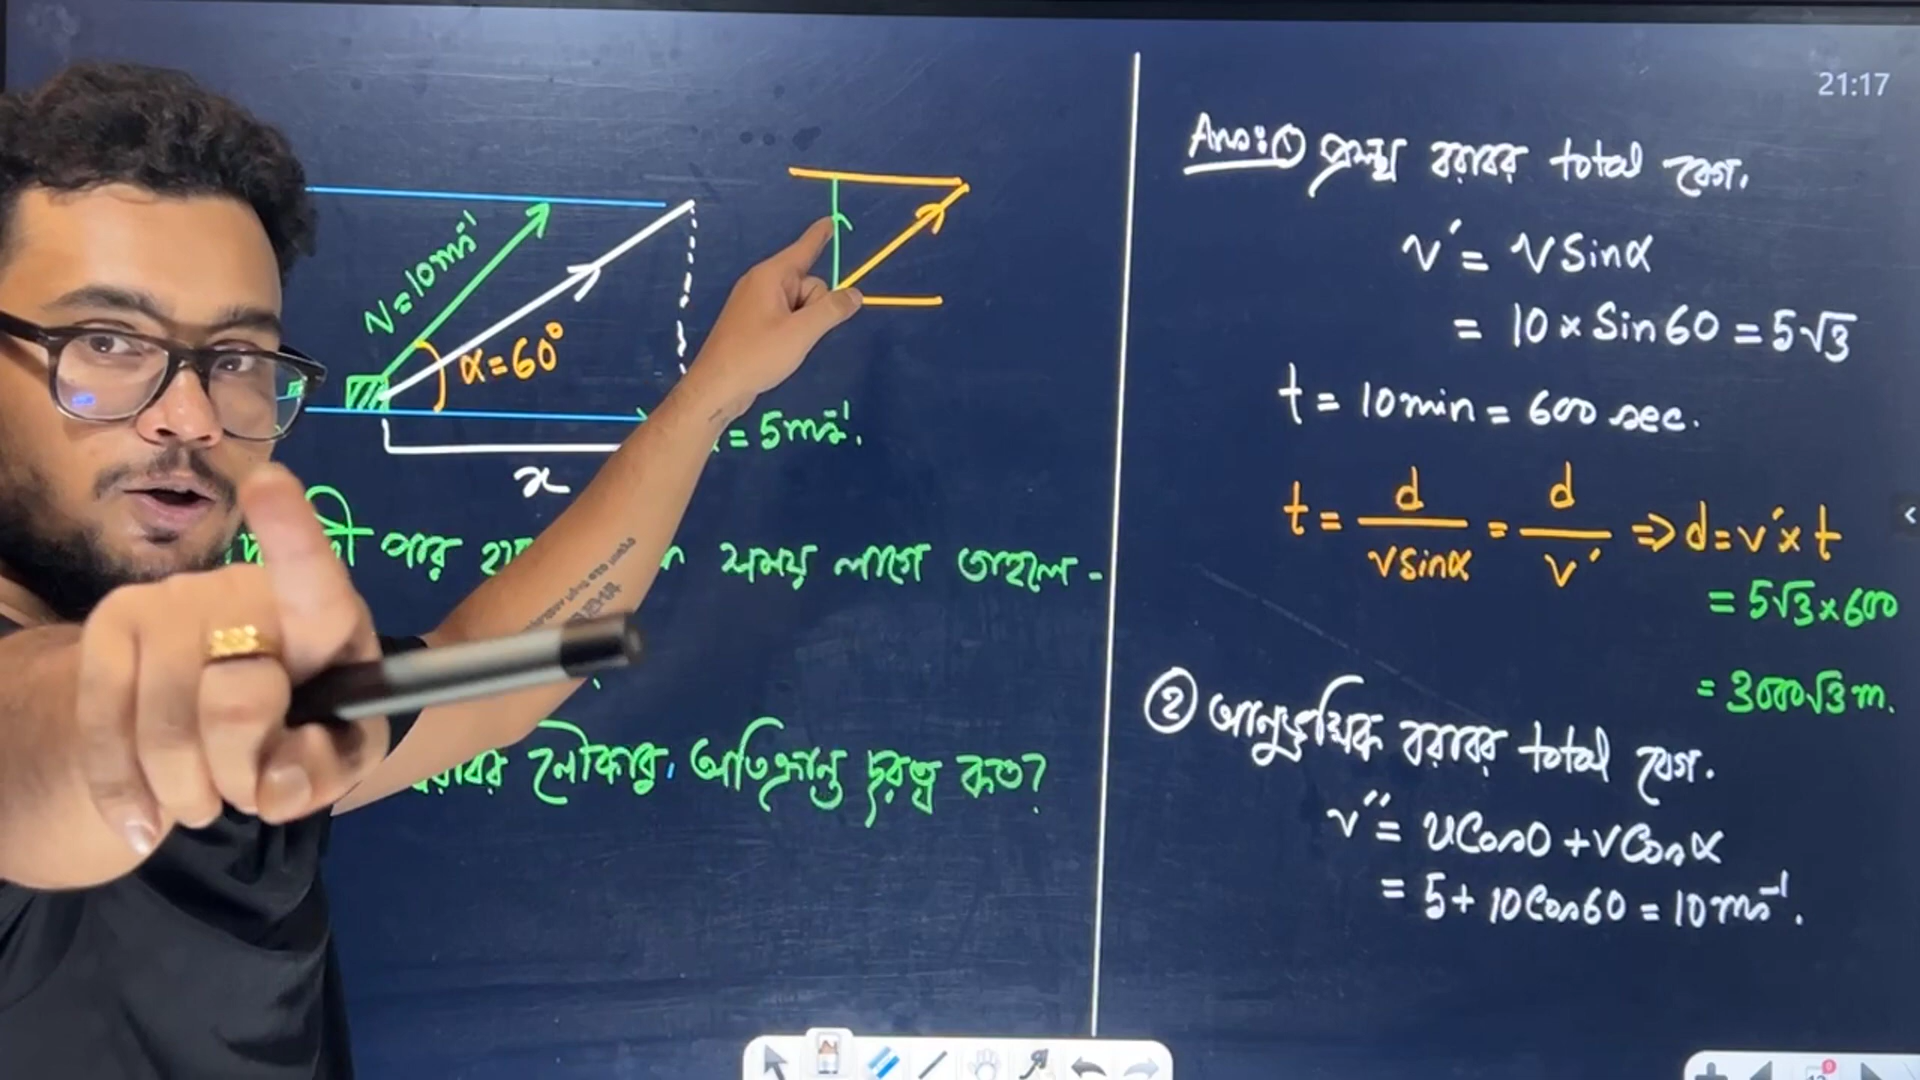 21:17
V = 10ms⁻¹
α = 60°
= 5ms⁻¹.
x
পার
সময় লাগে তাহলে -
বরাবর নৌকার, অতিক্রান্ত দূরত্ব কত?
Ans: ① প্রস্থ বরাবর total বেগ.
v′ = vSinα
= 10 × Sin60 = 5√3
t = 10min = 600 sec.
t = d/vSinα = d/v′ ⇒ d = v′ × t
= 5√3 × 600
= 3000√3 m.
② আনুভূমিক বরাবর total বেগ.
v″ = uCos0 + vCosα
= 5 + 10Cos60 = 10ms⁻¹.